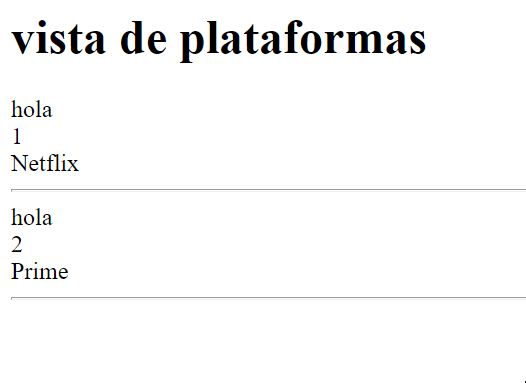 vista de plataformas
hola
1
Netflix
hola
2
Prime